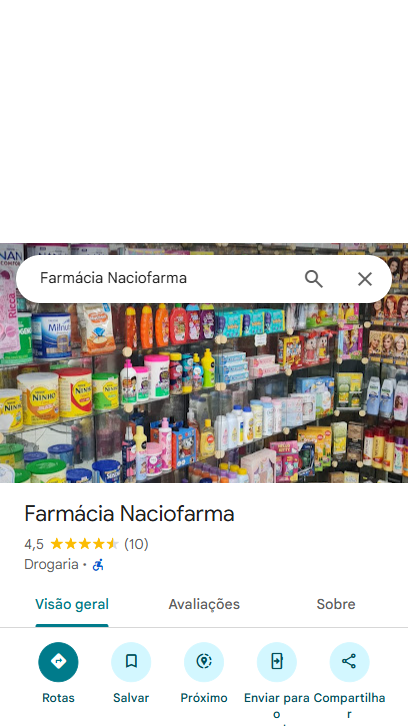 NAN
Farmácia Naciofarma
Milnutri
NINHO
NINHO
Farmácia Naciofarma
4,5 (10)
Drogaria •
Visão geral
Avaliações
Sobre
Rotas
Salvar
Próximo
Enviar para o
Compartilhar